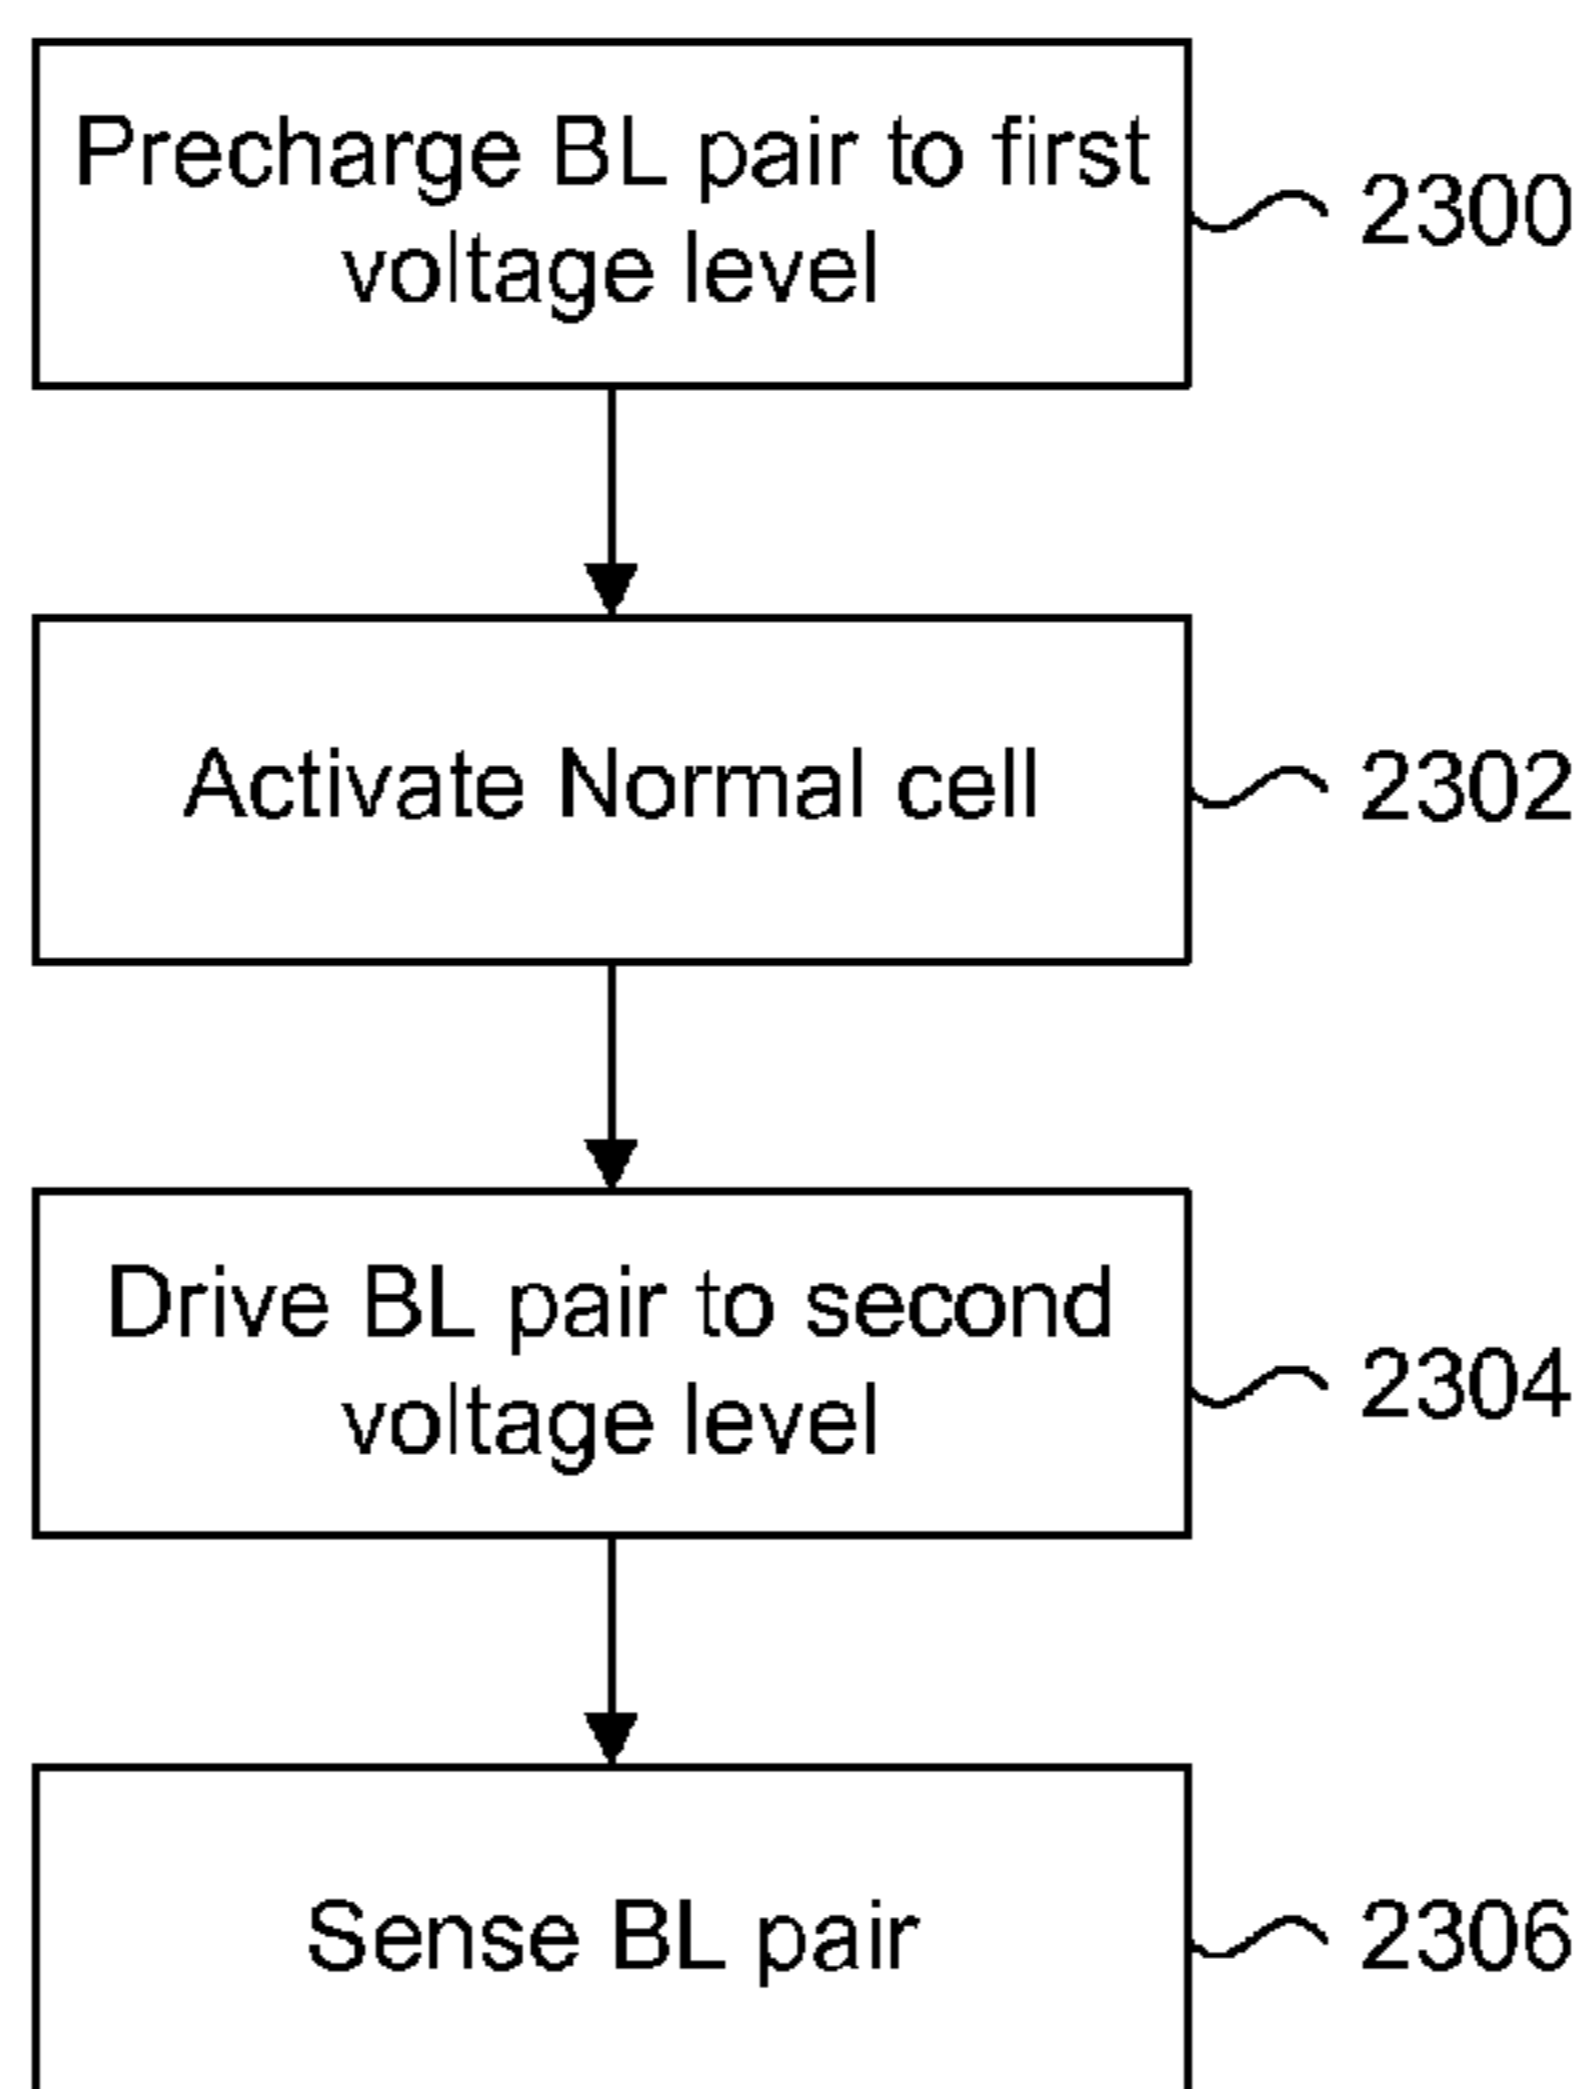 Precharge BL pair to first
voltage level
2300
Activate Normal cell
2302
Drive BL pair to second
voltage level
2304
Sense BL pair
2306